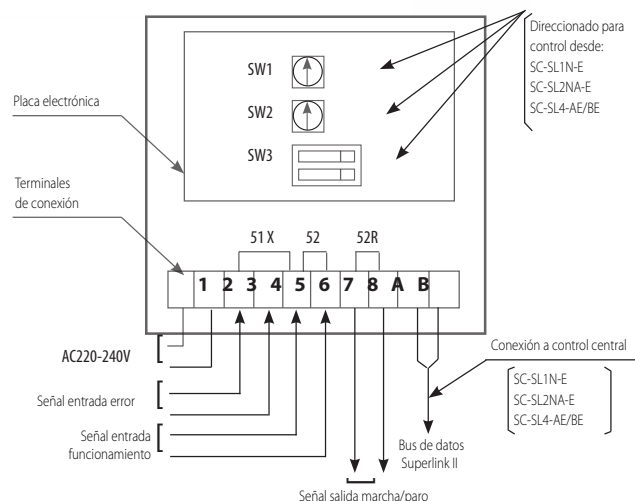 Direccionado para
control desde:
SC-SL1N-E
SC-SL2NA-E
SC-SL4-AE/BE
SW1
SW2
SW3
Placa electrónica
Terminales
de conexión
51 X 52 52R
1 2 3 4 5 6 7 8 A B
AC220-240V
Señal entrada error
Señal entrada
funcionamiento
Conexión a control central
SC-SL1N-E
SC-SL2NA-E
SC-SL4-AE/BE
Bus de datos
Superlink II
Señal salida marcha/paro